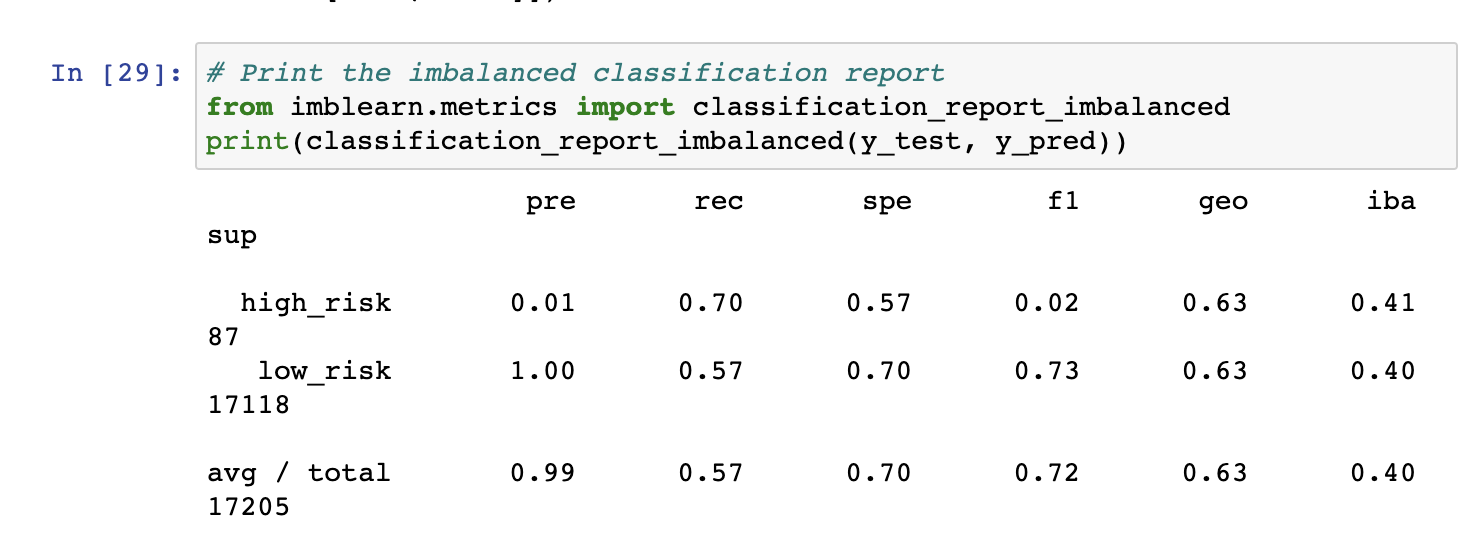 In [29]: # Print the imbalanced classification report
from imblearn.metrics import classification_report_imbalanced
print(classification_report_imbalanced(y_test, y_pred))
pre rec spe f1 geo iba
sup
high_risk 0.01 0.70 0.57 0.02 0.63 0.41
87
low_risk 1.00 0.57 0.70 0.73 0.63 0.40
17118
avg / total 0.99 0.57 0.70 0.72 0.63 0.40
17205